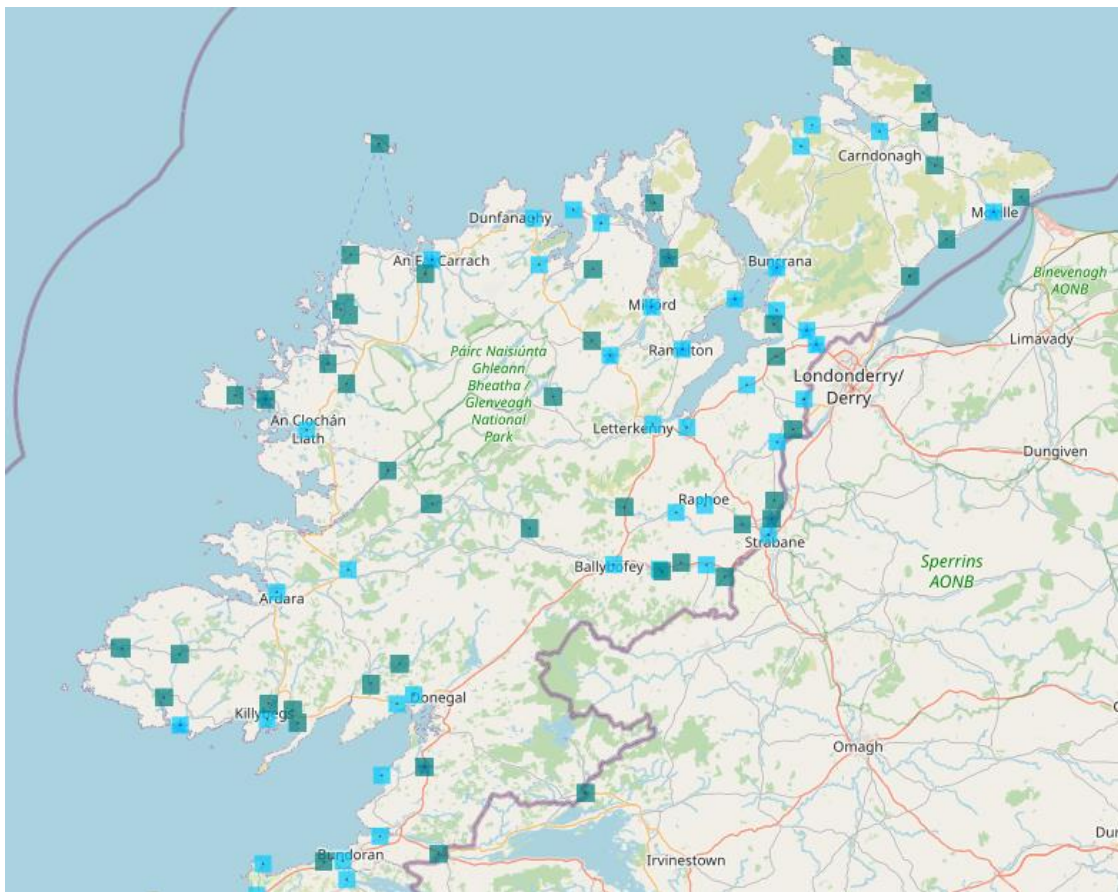 Carndonagh
Moville
Dunfanaghy
An Fál Carrach
Buncrana
Binevenagh
AONB
Milford
Limavady
Páirc Naisiúnta
Ghleann
Bheatha /
Glenveagh
National
Park
Ramelton
Londonderry/
Derry
An Clochán
Liath
Letterkenny
Dungiven
Raphoe
Strabane
Ballybofey
Sperrins
AONB
Ardara
Donegal
Killybegs
Omagh
Bundoran
Irvinestown